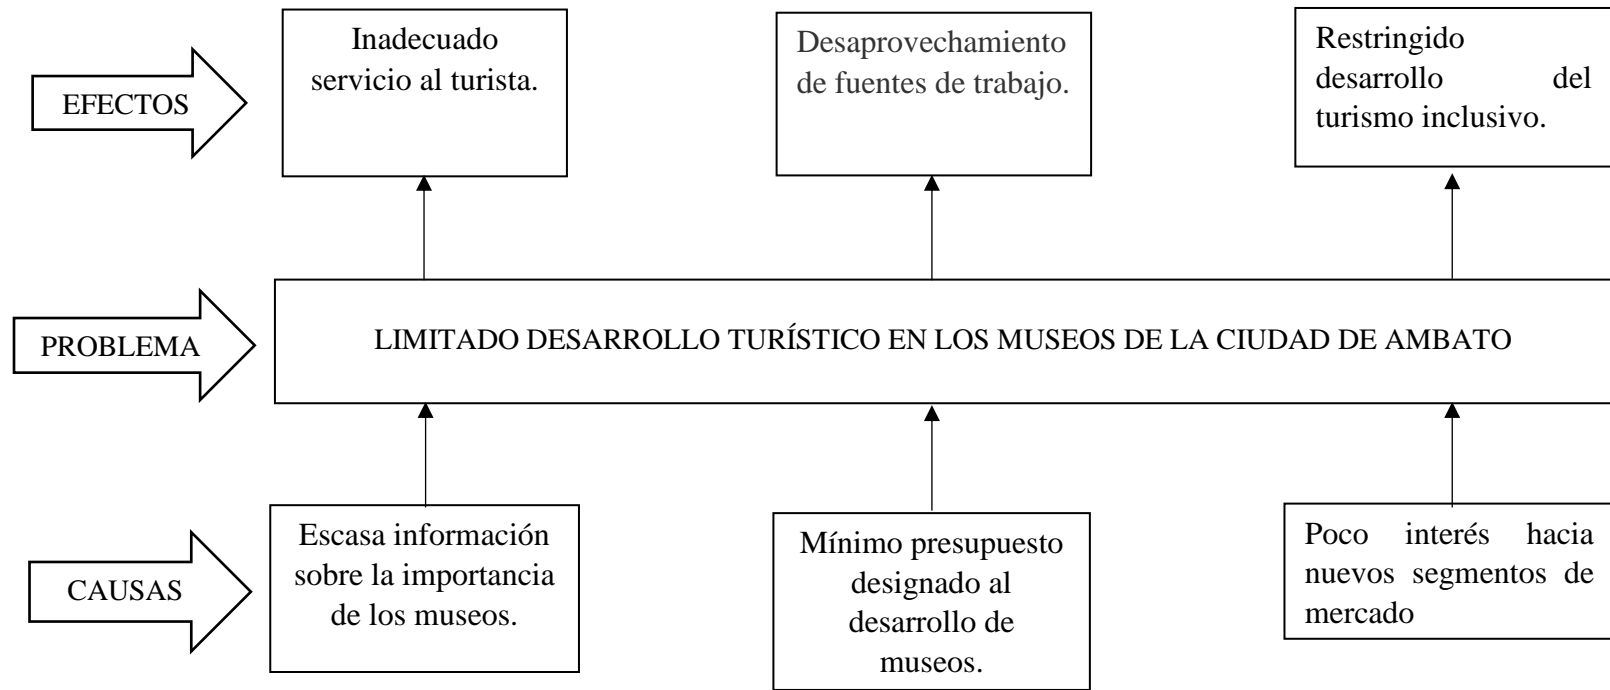 EFECTOS
Inadecuado
servicio al turista.
Desaprovechamiento
de fuentes de trabajo.
Restringido
desarrollo del
turismo inclusivo.
PROBLEMA
LIMITADO DESARROLLO TURÍSTICO EN LOS MUSEOS DE LA CIUDAD DE AMBATO
CAUSAS
Escasa información
sobre la importancia
de los museos.
Mínimo presupuesto
designado al
desarrollo de
museos.
Poco interés hacia
nuevos segmentos de
mercado